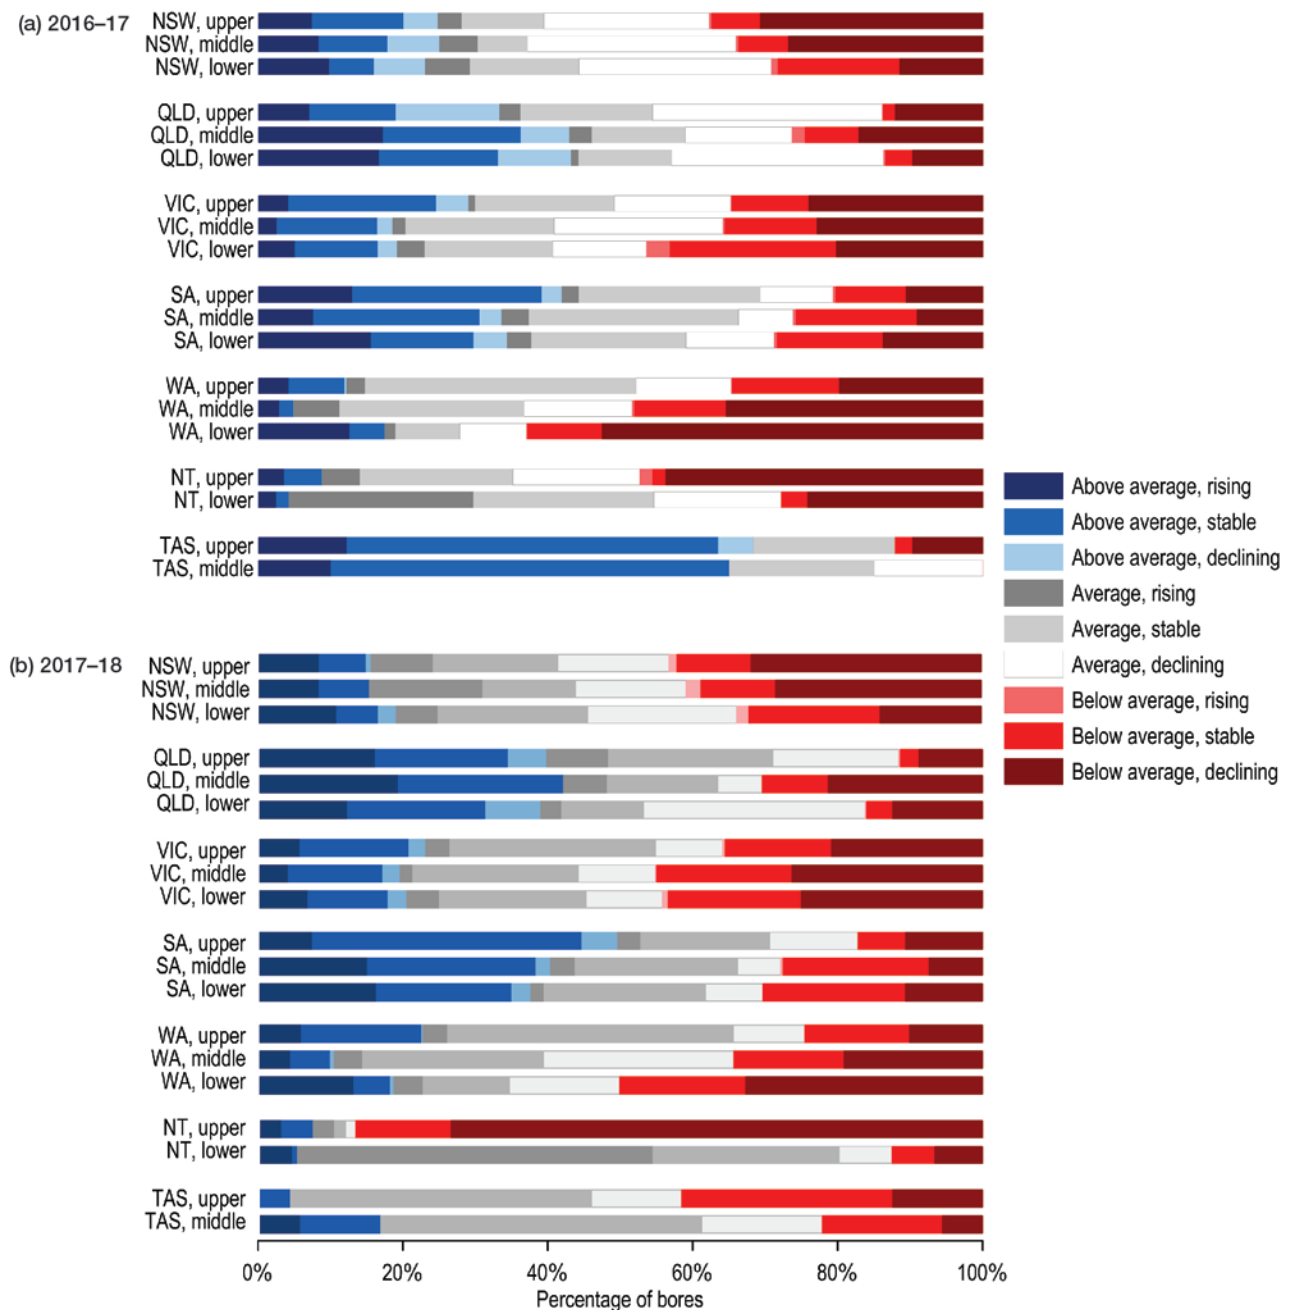 (a) 2016–17
NSW, upper
NSW, middle
NSW, lower
QLD, upper
QLD, middle
QLD, lower
VIC, upper
VIC, middle
VIC, lower
SA, upper
SA, middle
SA, lower
WA, upper
WA, middle
WA, lower
NT, upper
NT, lower
TAS, upper
TAS, middle
Above average, rising
Above average, stable
Above average, declining
Average, rising
Average, stable
Average, declining
Below average, rising
Below average, stable
Below average, declining
(b) 2017–18
NSW, upper
NSW, middle
NSW, lower
QLD, upper
QLD, middle
QLD, lower
VIC, upper
VIC, middle
VIC, lower
SA, upper
SA, middle
SA, lower
WA, upper
WA, middle
WA, lower
NT, upper
NT, lower
TAS, upper
TAS, middle
0% 20% 40% 60% 80% 100%
Percentage of bores